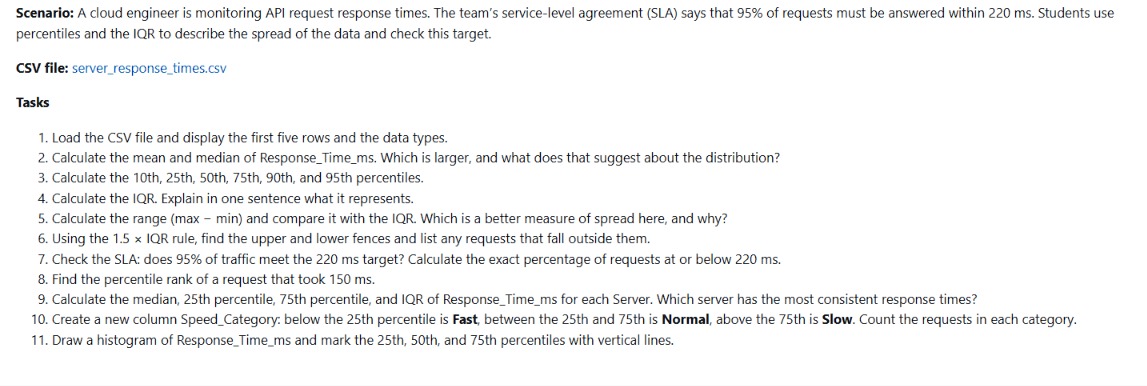 Scenario: A cloud engineer is monitoring API request response times. The team's service-level agreement (SLA) says that 95% of requests must be answered within 220 ms. Students use
percentiles and the IQR to describe the spread of the data and check this target.
CSV file: server_response_times.csv
Tasks
1. Load the CSV file and display the first five rows and the data types.
2. Calculate the mean and median of Response_Time_ms. Which is larger, and what does that suggest about the distribution?
3. Calculate the 10th, 25th, 50th, 75th, 90th, and 95th percentiles.
4. Calculate the IQR. Explain in one sentence what it represents.
5. Calculate the range (max − min) and compare it with the IQR. Which is a better measure of spread here, and why?
6. Using the 1.5 × IQR rule, find the upper and lower fences and list any requests that fall outside them.
7. Check the SLA: does 95% of traffic meet the 220 ms target? Calculate the exact percentage of requests at or below 220 ms.
8. Find the percentile rank of a request that took 150 ms.
9. Calculate the median, 25th percentile, 75th percentile, and IQR of Response_Time_ms for each Server. Which server has the most consistent response times?
10. Create a new column Speed_Category: below the 25th percentile is Fast, between the 25th and 75th is Normal, above the 75th is Slow. Count the requests in each category.
11. Draw a histogram of Response_Time_ms and mark the 25th, 50th, and 75th percentiles with vertical lines.